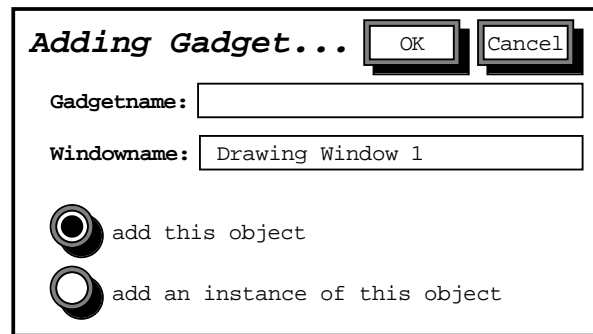 Adding Gadget... OK Cancel
Gadgetname:
Windowname: Drawing Window 1
add this object
add an instance of this object